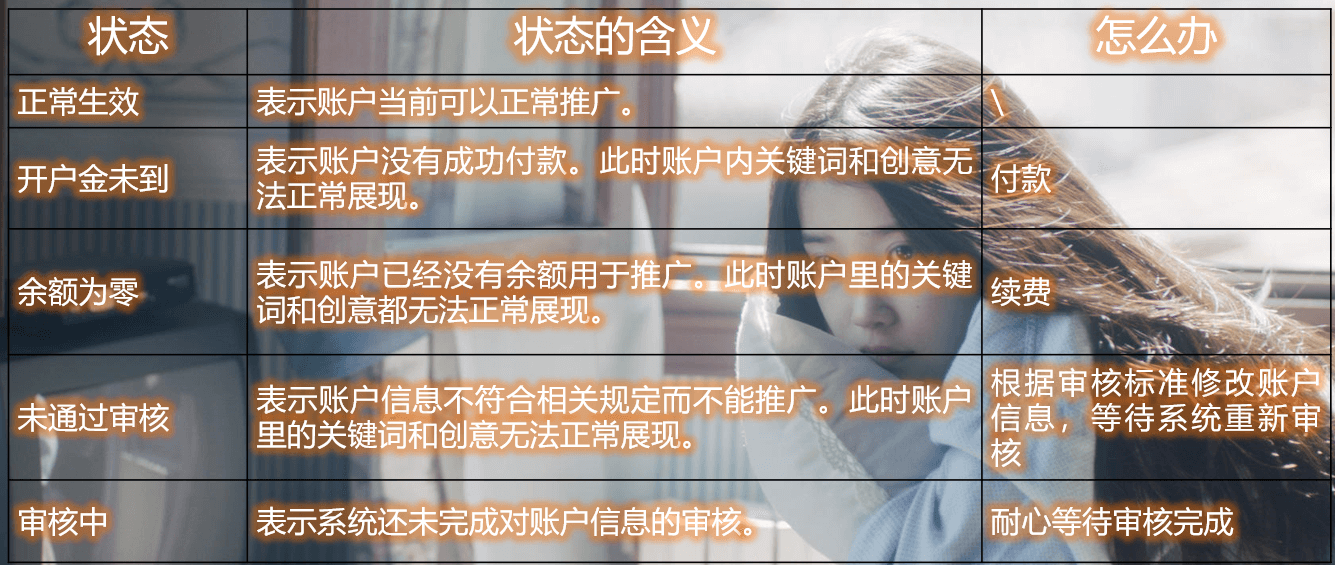 状态 状态的含义 怎么办
正常生效 表示账户当前可以正常推广。 \
开户金未到 表示账户没有成功付款。此时账户内关键词和创意无
法正常展现。 付款
余额为零 表示账户已经没有余额用于推广。此时账户里的关键
词和创意都无法正常展现。 续费
未通过审核 表示账户信息不符合相关规定而不能推广。此时账户
里的关键词和创意无法正常展现。 根据审核标准修改账户
信息，等待系统重新审
核
审核中 表示系统还未完成对账户信息的审核。 耐心等待审核完成